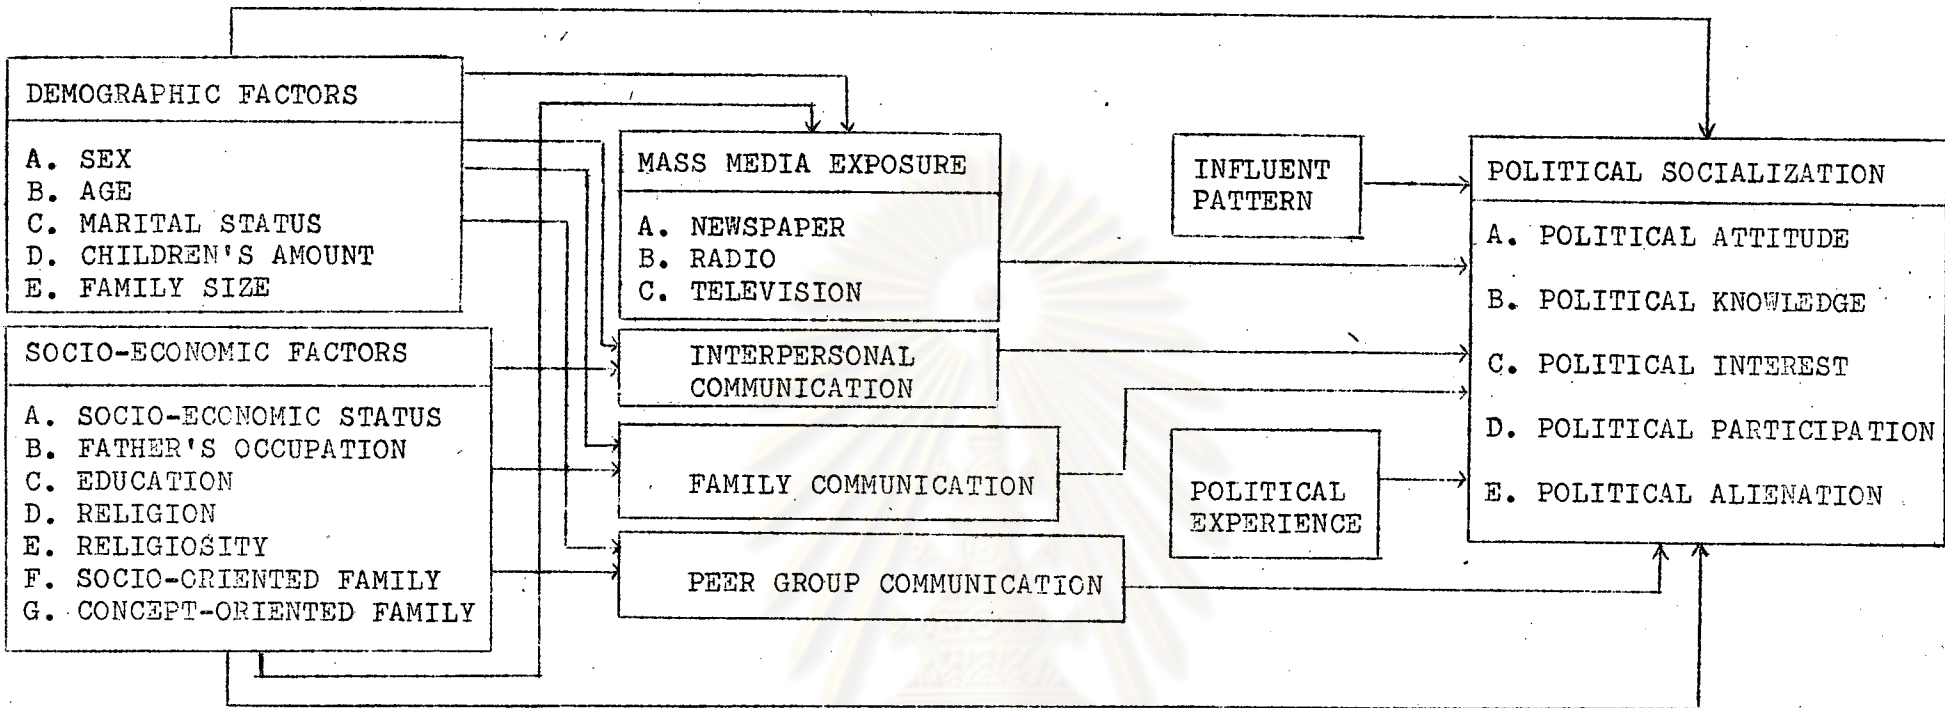 DEMOGRAPHIC FACTORS
A. SEX
B. AGE
C. MARITAL STATUS
D. CHILDREN'S AMOUNT
E. FAMILY SIZE
SOCIO-ECONOMIC FACTORS
A. SOCIO-ECONOMIC STATUS
B. FATHER'S OCCUPATION
C. EDUCATION
D. RELIGION
E. RELIGIOSITY
F. SOCIO-ORIENTED FAMILY
G. CONCEPT-ORIENTED FAMILY
MASS MEDIA EXPOSURE
A. NEWSPAPER
B. RADIO
C. TELEVISION
INTERPERSONAL
COMMUNICATION
FAMILY COMMUNICATION
PEER GROUP COMMUNICATION
INFLUENT
PATTERN
POLITICAL
EXPERIENCE
POLITICAL SOCIALIZATION
A. POLITICAL ATTITUDE
B. POLITICAL KNOWLEDGE
C. POLITICAL INTEREST
D. POLITICAL PARTICIPATION
E. POLITICAL ALIENATION